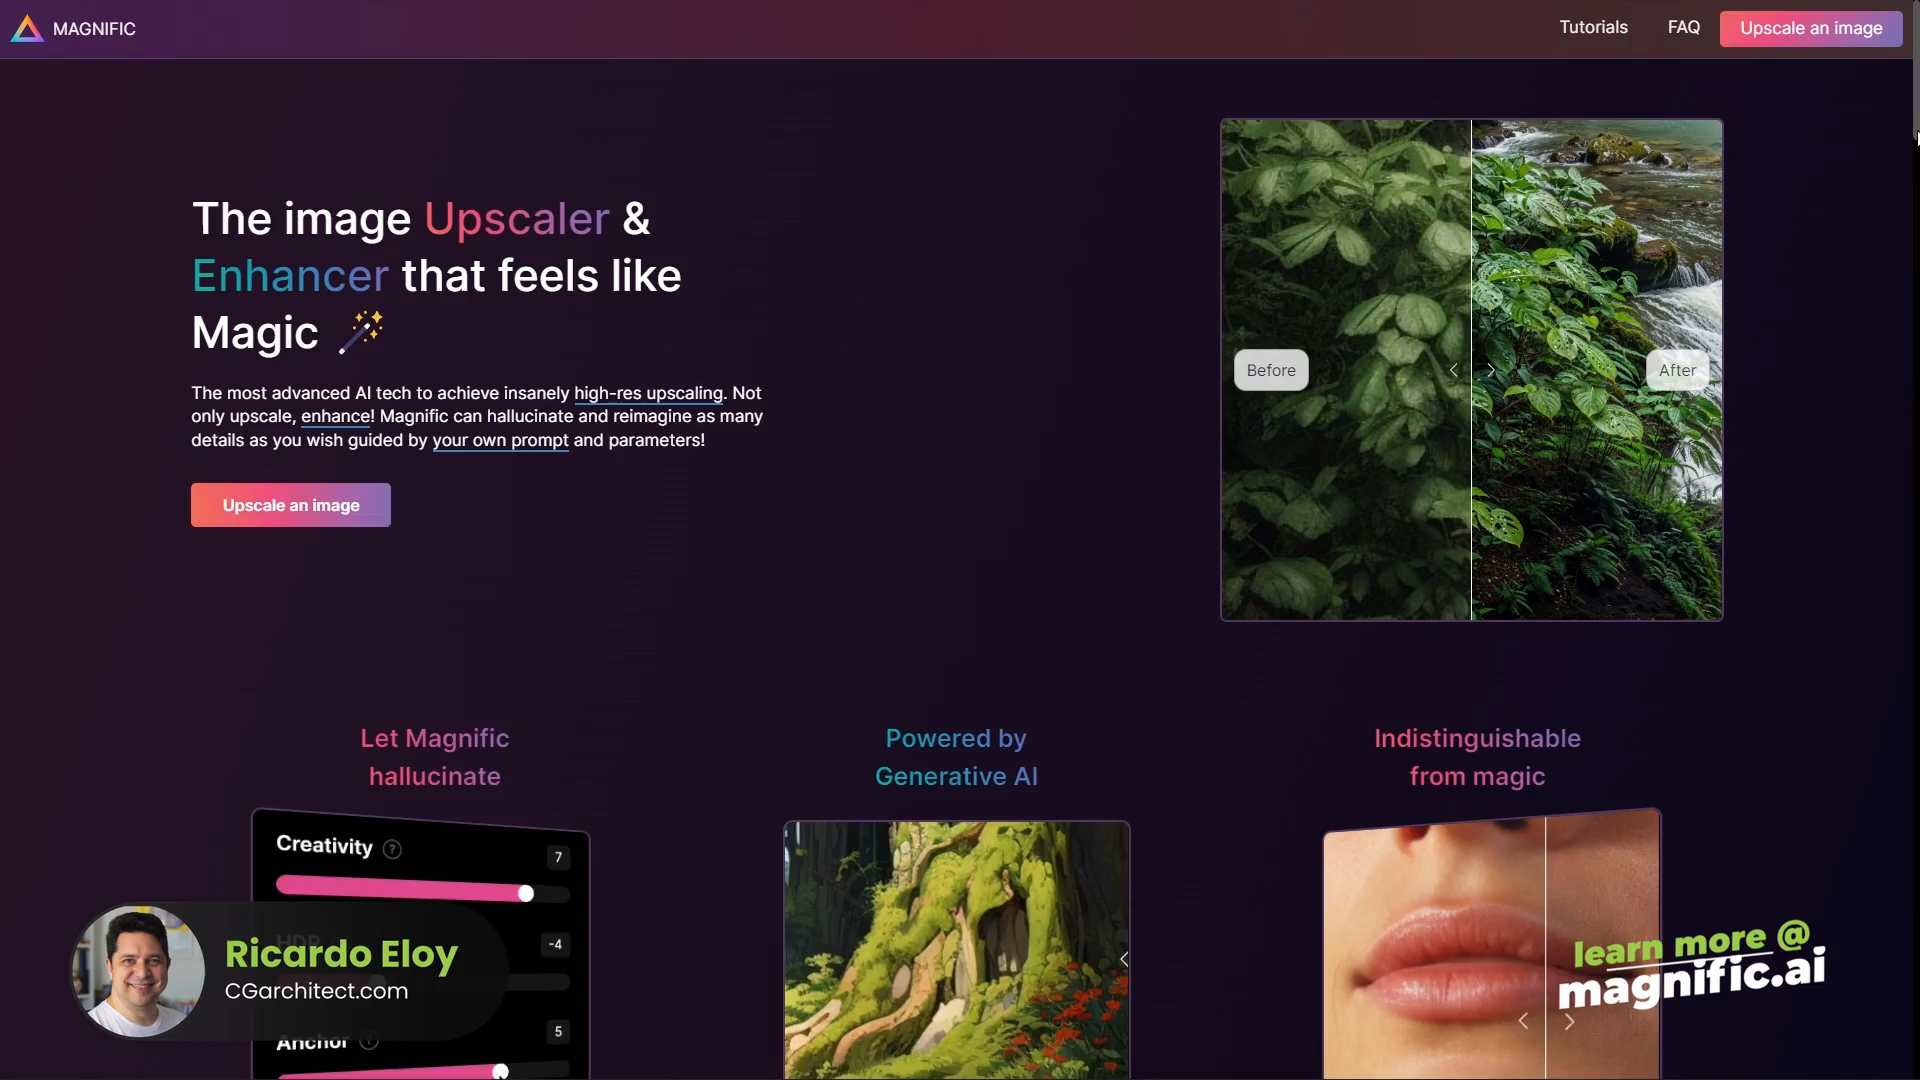 MAGNIFIC
Tutorials
FAQ
Upscale an image
The image Upscaler &
Enhancer that feels like
Magic
The most advanced AI tech to achieve insanely high-res upscaling. Not
only upscale, enhance! Magnific can hallucinate and reimagine as many
details as you wish guided by your own prompt and parameters!
Upscale an image
Before
After
Let Magnific
hallucinate
Powered by
Generative AI
Indistinguishable
from magic
Creativity ?
7
HDR
-4
Anchor
5
Ricardo Eloy
CGarchitect.com
learn more @
magnific.ai